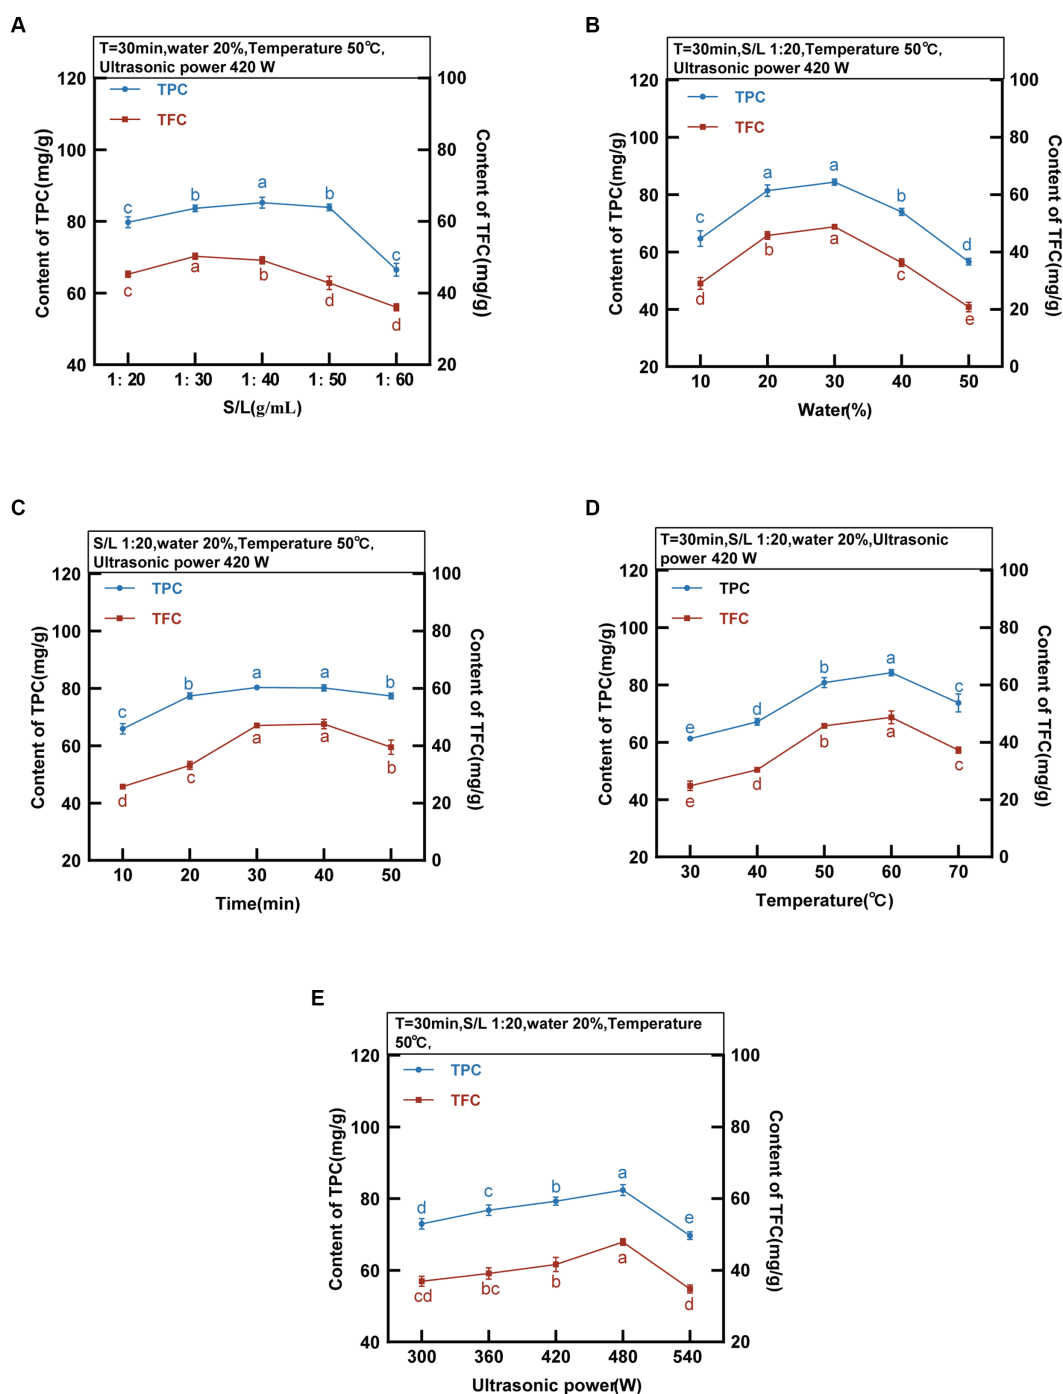 A
T=30min,water 20%,Temperature 50℃,
Ultrasonic power 420 W
120
100
80
60
40
100
80
60
40
20
TPC
TFC
Content of TPC(mg/g)
Content of TFC(mg/g)
c
b
a
b
c
c
a
b
d
d
1: 20
1: 30
1: 40
1: 50
1: 60
S/L(g/mL)
B
T=30min,S/L 1:20,Temperature 50℃,
Ultrasonic power 420 W
120
100
80
60
40
20
100
80
60
40
20
0
TPC
TFC
Content of TPC(mg/g)
Content of TFC(mg/g)
c
a
a
b
d
d
b
a
c
e
10
20
30
40
50
Water(%)
C
S/L 1:20,water 20%,Temperature 50℃,
Ultrasonic power 420 W
120
100
80
60
40
20
100
80
60
40
20
0
TPC
TFC
Content of TPC(mg/g)
Content of TFC(mg/g)
c
b
a
a
b
d
c
a
a
b
10
20
30
40
50
Time(min)
D
T=30min,S/L 1:20,water 20%,Ultrasonic
power 420 W
120
100
80
60
40
20
100
80
60
40
20
0
TPC
TFC
Content of TPC(mg/g)
Content of TFC(mg/g)
e
d
b
a
c
e
d
b
a
c
30
40
50
60
70
Temperature(℃)
E
T=30min,S/L 1:20,water 20%,Temperature
50℃,
120
100
80
60
40
100
80
60
40
20
TPC
TFC
Content of TPC(mg/g)
Content of TFC(mg/g)
d
c
b
a
e
cd
bc
b
a
d
300
360
420
480
540
Ultrasonic power(W)